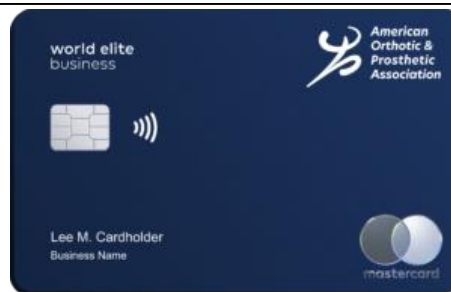 world elite
business
American
Orthotic &
Prosthetic
Association
Lee M. Cardholder
Business Name
mastercard